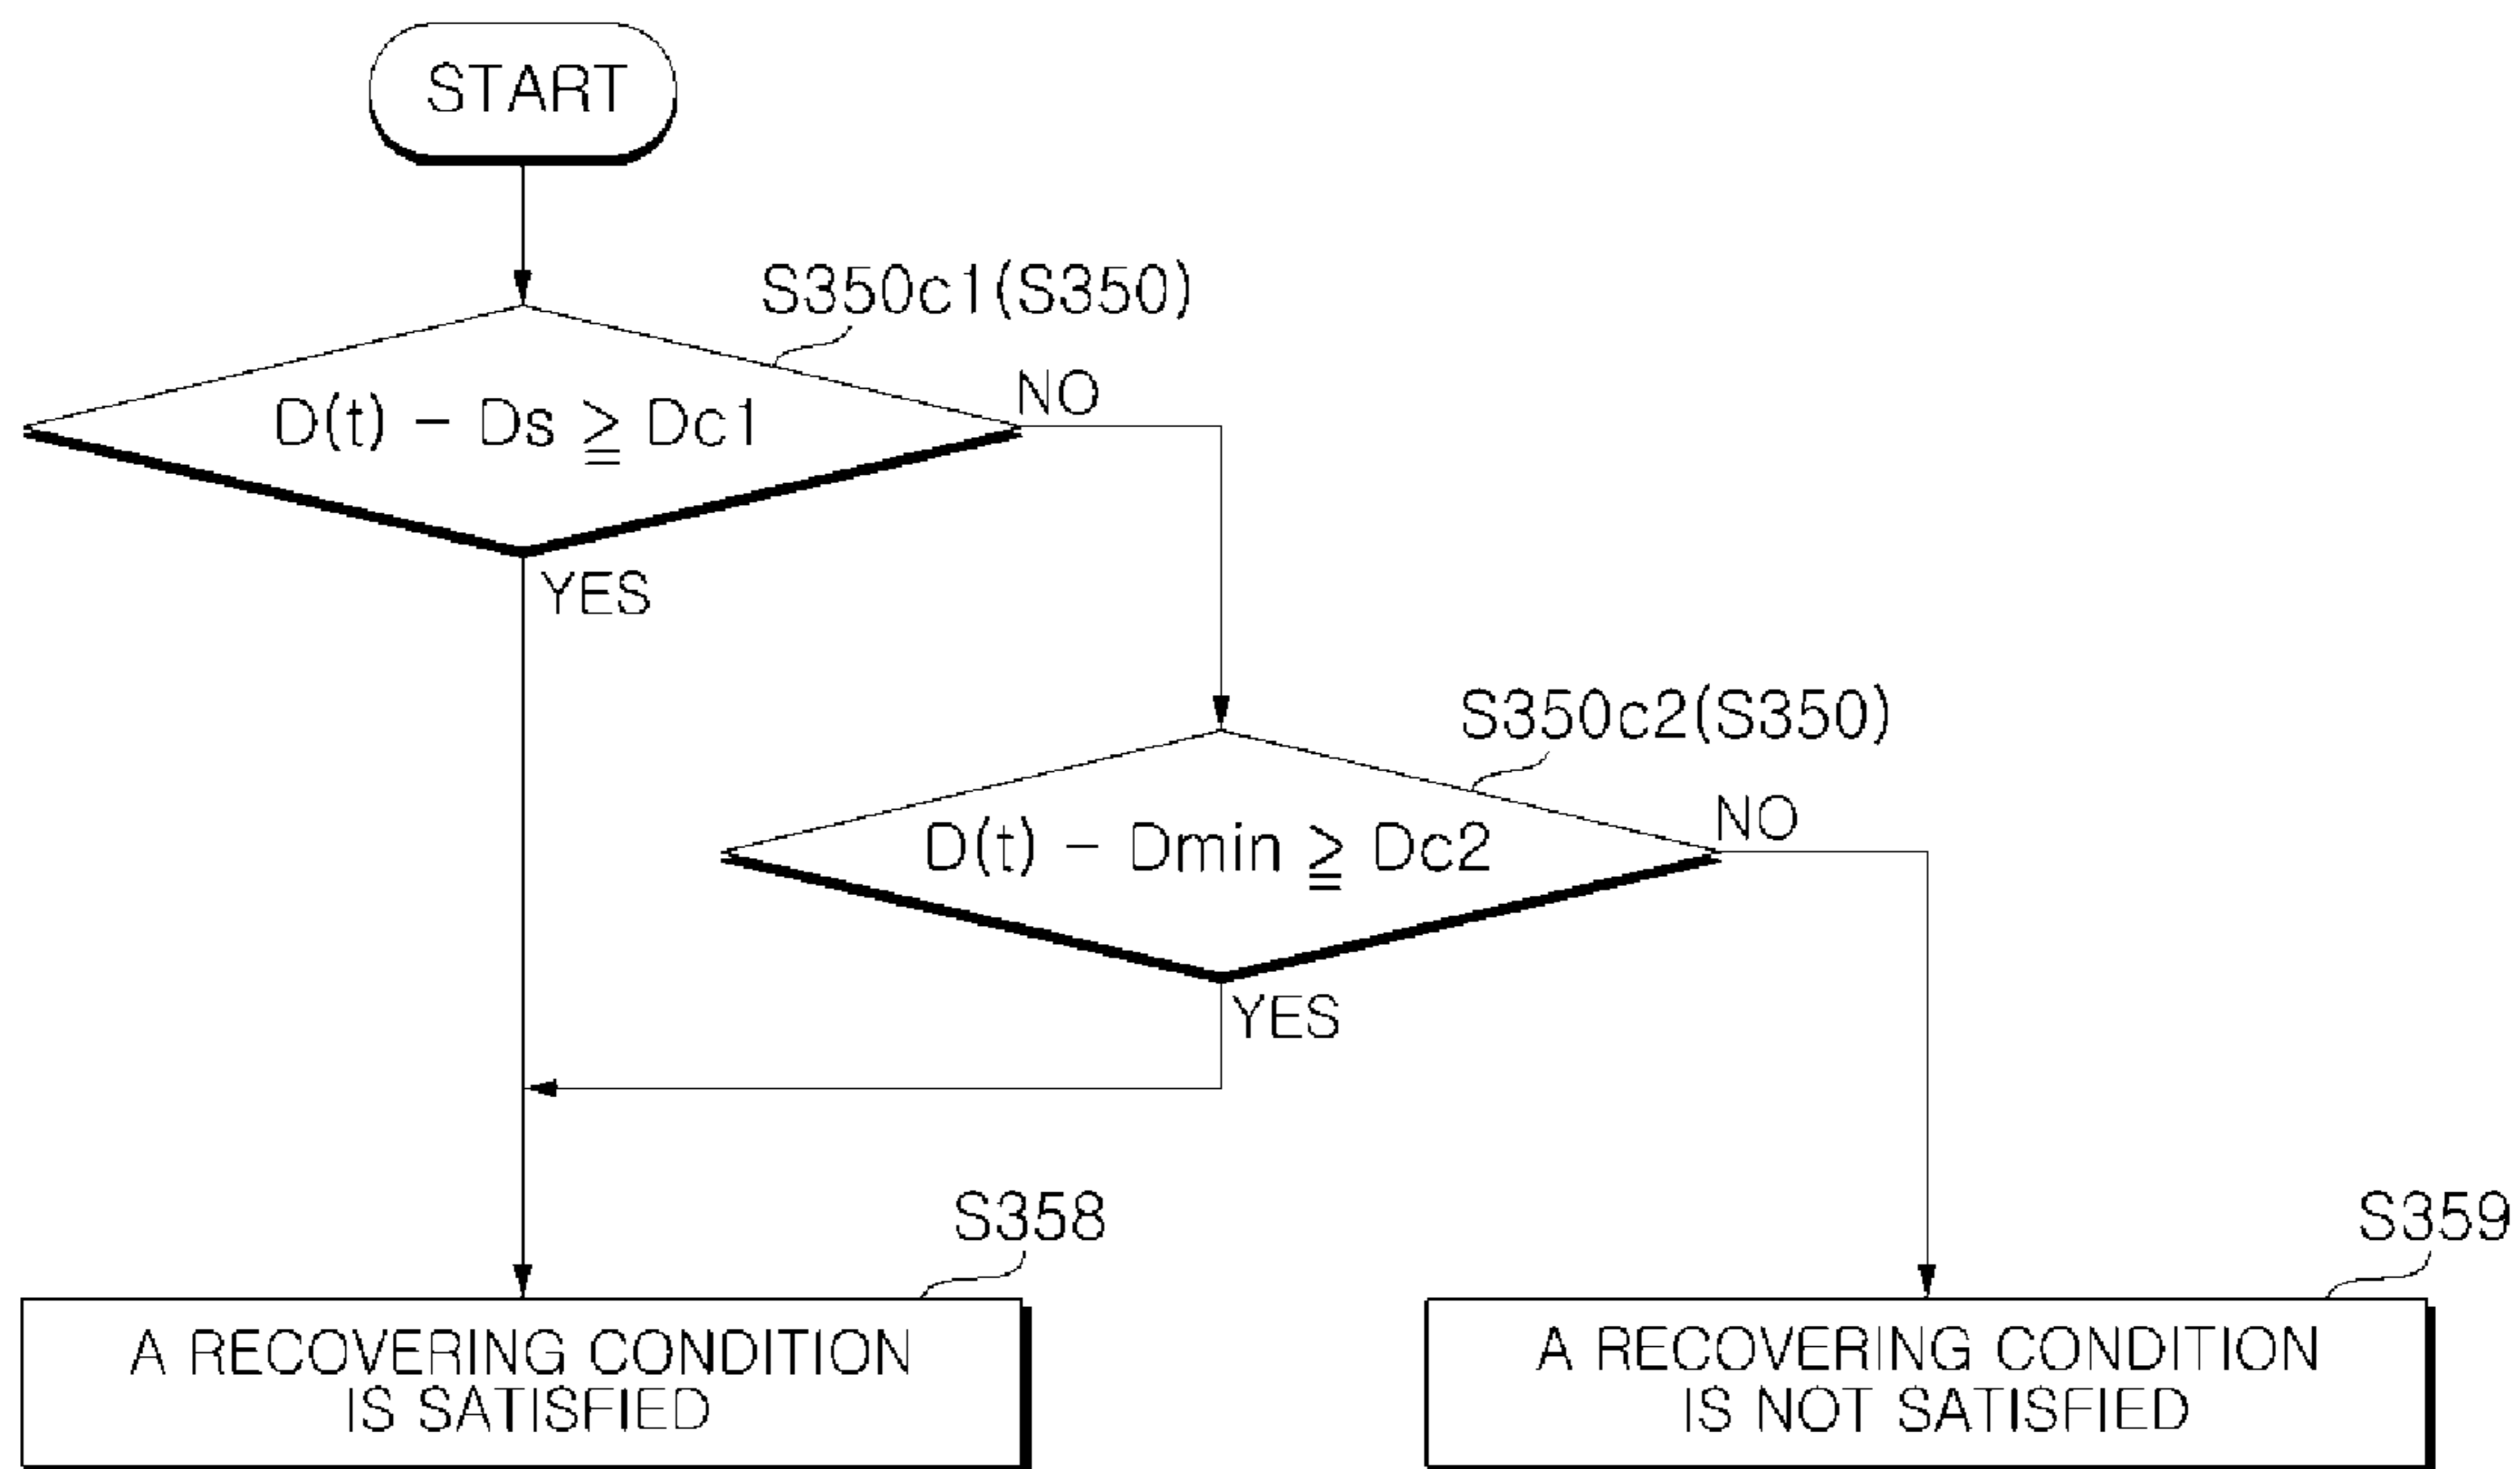 START
S350c1(S350)
D(t) - Ds ≧ Dc1
NO
YES
S350c2(S350)
D(t) - Dmin ≧ Dc2
NO
YES
S358
A RECOVERING CONDITION
IS SATISFIED
S359
A RECOVERING CONDITION
IS NOT SATISFIED